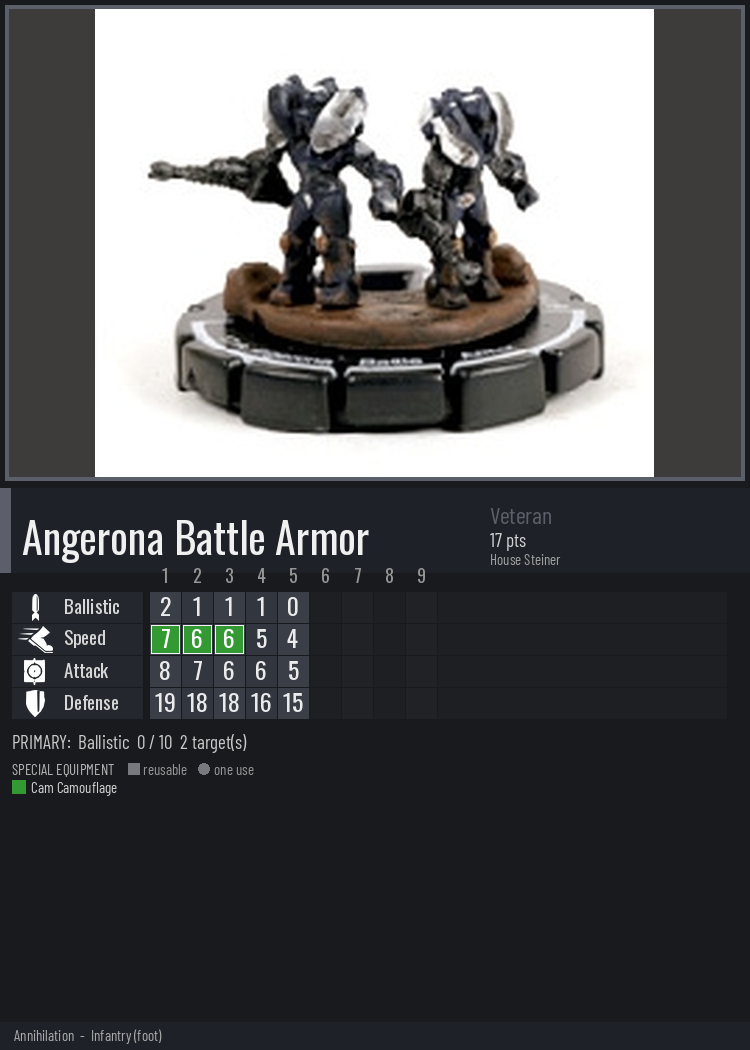 Angerona Battle Armor
Veteran
17 pts
House Steiner
1 2 3 4 5 6 7 8 9
Ballistic 2 1 1 1 0
Speed 7 6 6 5 4
Attack 8 7 6 6 5
Defense 19 18 18 16 15
PRIMARY: Ballistic 0 / 10 2 target(s)
SPECIAL EQUIPMENT reusable one use
Cam Camouflage
Annihilation - Infantry (foot)